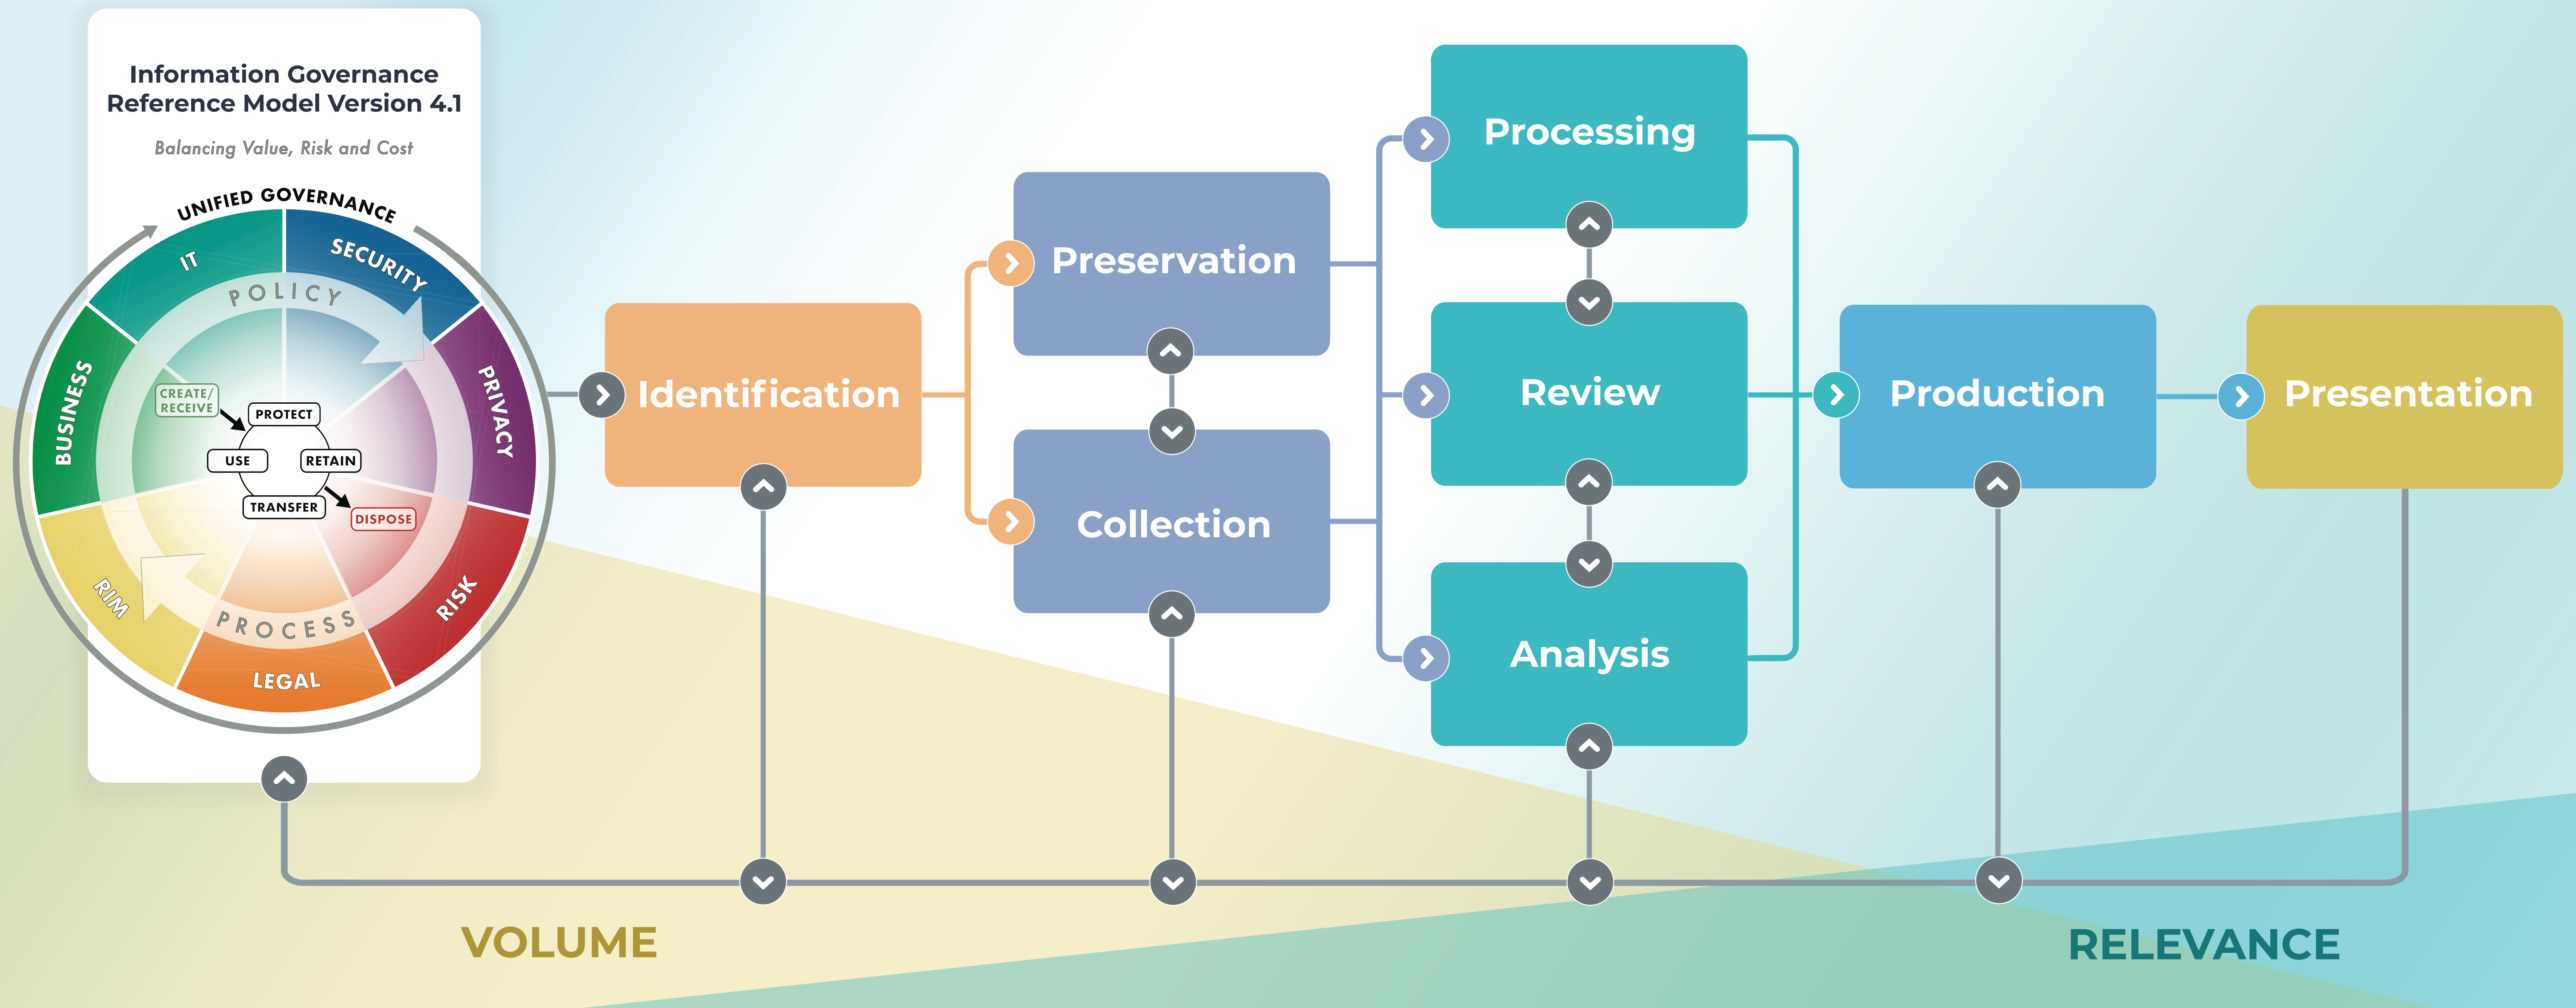 Information Governance
Reference Model Version 4.1
Balancing Value, Risk and Cost
UNIFIED GOVERNANCE
IT
SECURITY
POLICY
PRIVACY
BUSINESS
CREATE/
RECEIVE
PROTECT
USE
RETAIN
TRANSFER
DISPOSE
RIM
RISK
PROCESS
LEGAL
Identification
Preservation
Collection
Processing
Review
Analysis
Production
Presentation
VOLUME
RELEVANCE